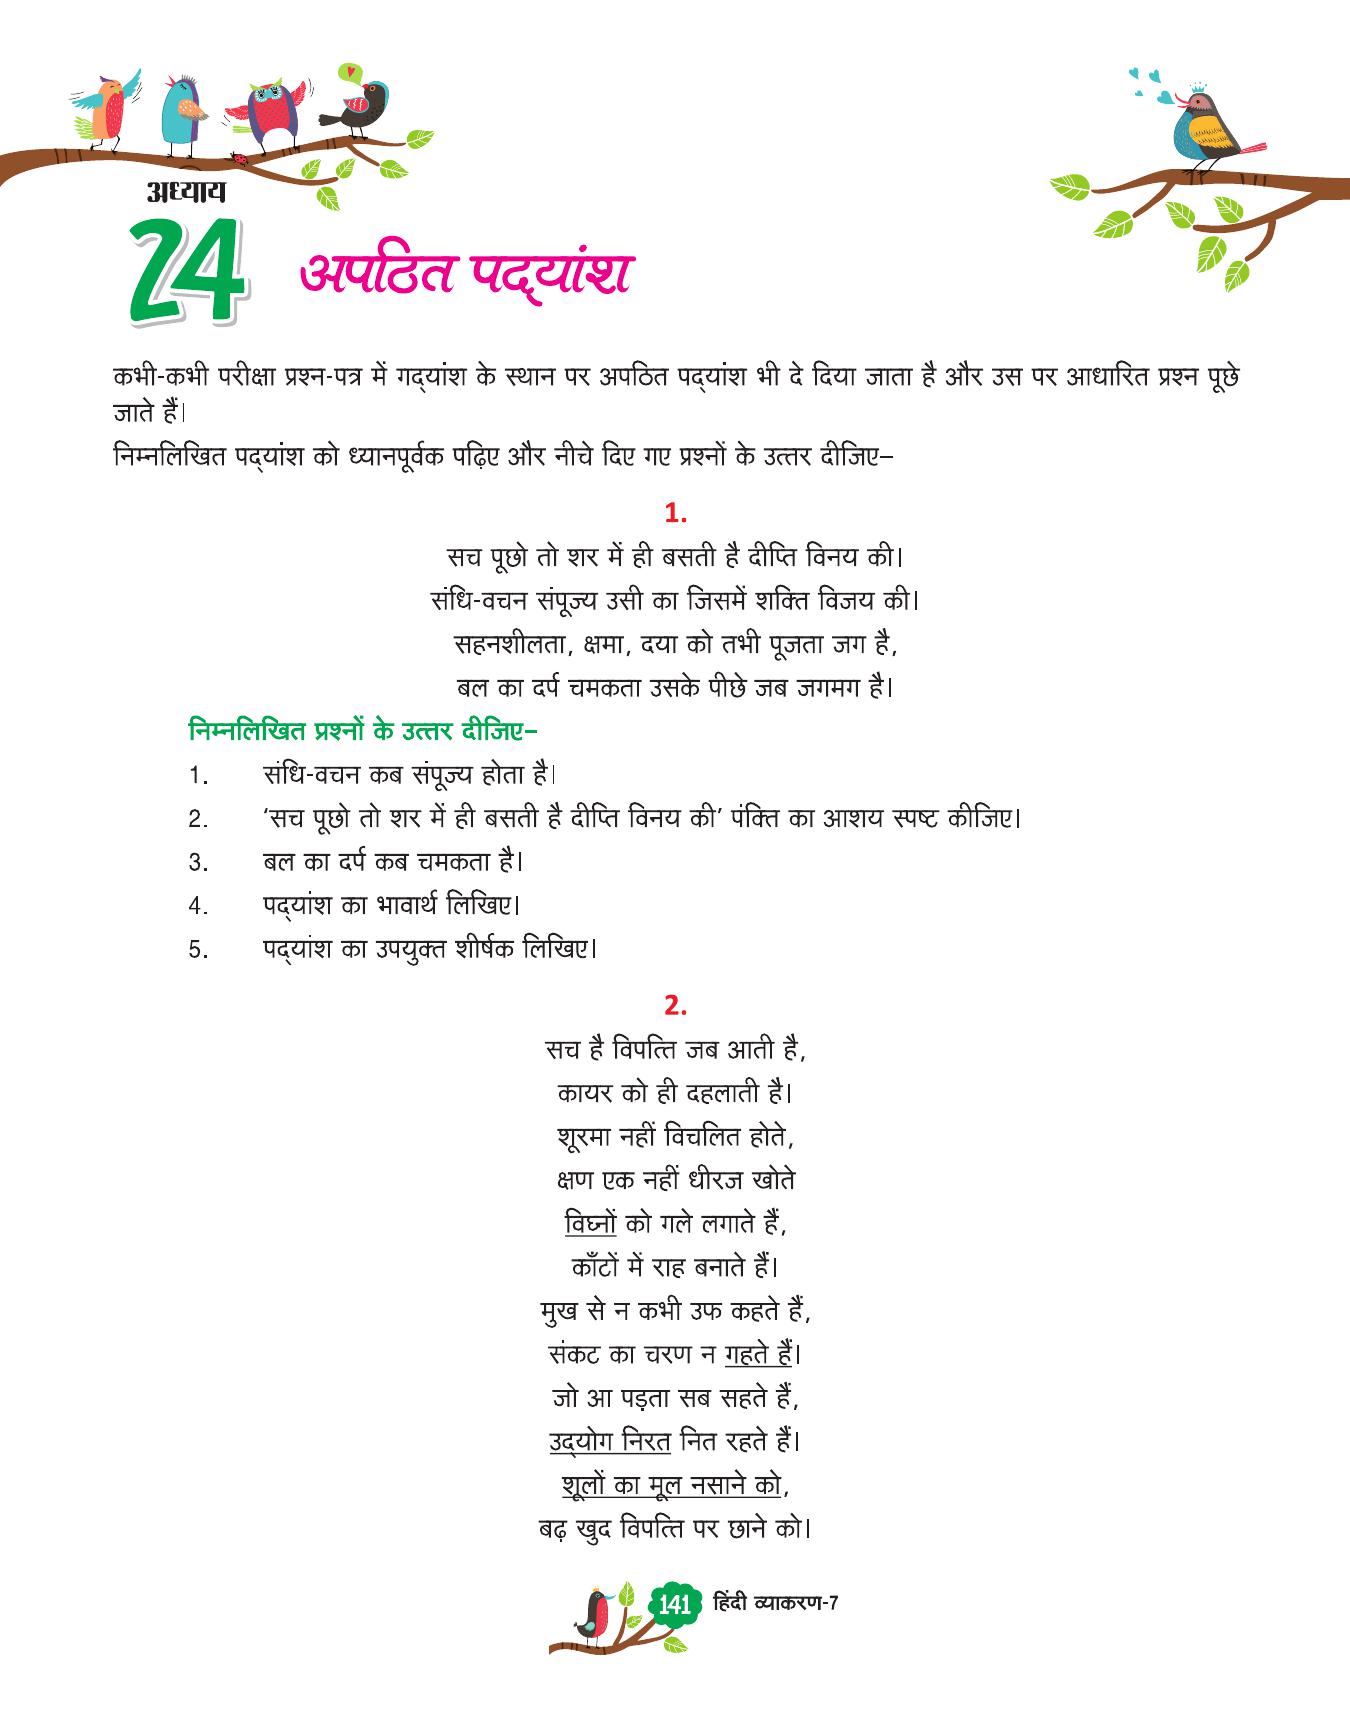 अध्याय
24
अपठित पद्‌यांश
कभी-कभी परीक्षा प्रश्न-पत्र में गद्‌यांश के स्थान पर अपठित पद्‌यांश भी दे दिया जाता है और उस पर आधारित प्रश्न पूछे
जाते हैं।
निम्नलिखित पद्‌यांश को ध्यानपूर्वक पढ़िए और नीचे दिए गए प्रश्नों के उत्तर दीजिए–
1.
सच पूछो तो शर में ही बसती है दीप्ति विनय की।
संधि-वचन संपूज्य उसी का जिसमें शक्ति विजय की।
सहनशीलता, क्षमा, दया को तभी पूजता जग है,
बल का दर्प चमकता उसके पीछे जब जगमग है।
निम्नलिखित प्रश्नों के उत्तर दीजिए–
1. संधि-वचन कब संपूज्य होता है।
2. ‘सच पूछो तो शर में ही बसती है दीप्ति विनय की’ पंक्ति का आशय स्पष्ट कीजिए।
3. बल का दर्प कब चमकता है।
4. पद्‌यांश का भावार्थ लिखिए।
5. पद्‌यांश का उपयुक्त शीर्षक लिखिए।
2.
सच है विपत्ति जब आती है,
कायर को ही दहलाती है।
शूरमा नहीं विचलित होते,
क्षण एक नहीं धीरज खोते
विघ्नों को गले लगाते हैं,
काँटों में राह बनाते हैं।
मुख से न कभी उफ कहते हैं,
संकट का चरण न गहते हैं।
जो आ पड़ता सब सहते हैं,
उद्‌योग निरत नित रहते हैं।
शूलों का मूल नसाने को,
बढ़ खुद विपत्ति पर छाने को।
141 हिंदी व्याकरण-7